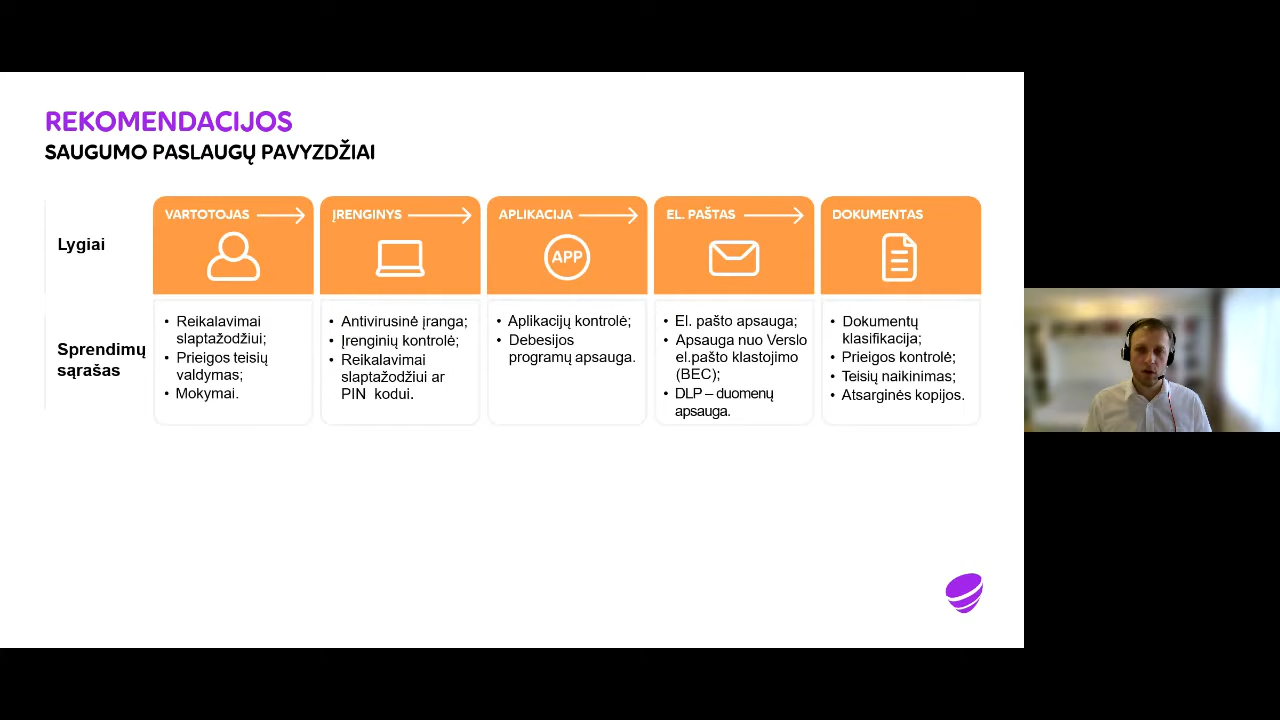 REKOMENDACIJOS
SAUGUMO PASLAUGŲ PAVYZDŽIAI
Lygiai
VARTOTOJAS
ĮRENGINYS
APLIKACIJA
APP
EL. PAŠTAS
DOKUMENTAS
Sprendimų
sąrašas
• Reikalavimai
slaptažodžiui;
• Prieigos teisių
valdymas;
• Mokymai.
• Antivirusinė įranga;
• Įrenginių kontrolė;
• Reikalavimai
slaptažodžiui ar
PIN kodui.
• Aplikacijų kontrolė;
• Debesijos
programų apsauga.
• El. pašto apsauga;
• Apsauga nuo Verslo
el.pašto klastojimo
(BEC);
• DLP – duomenų
apsauga.
• Dokumentų
klasifikacija;
• Prieigos kontrolė;
• Teisių naikinimas;
• Atsarginės kopijos.